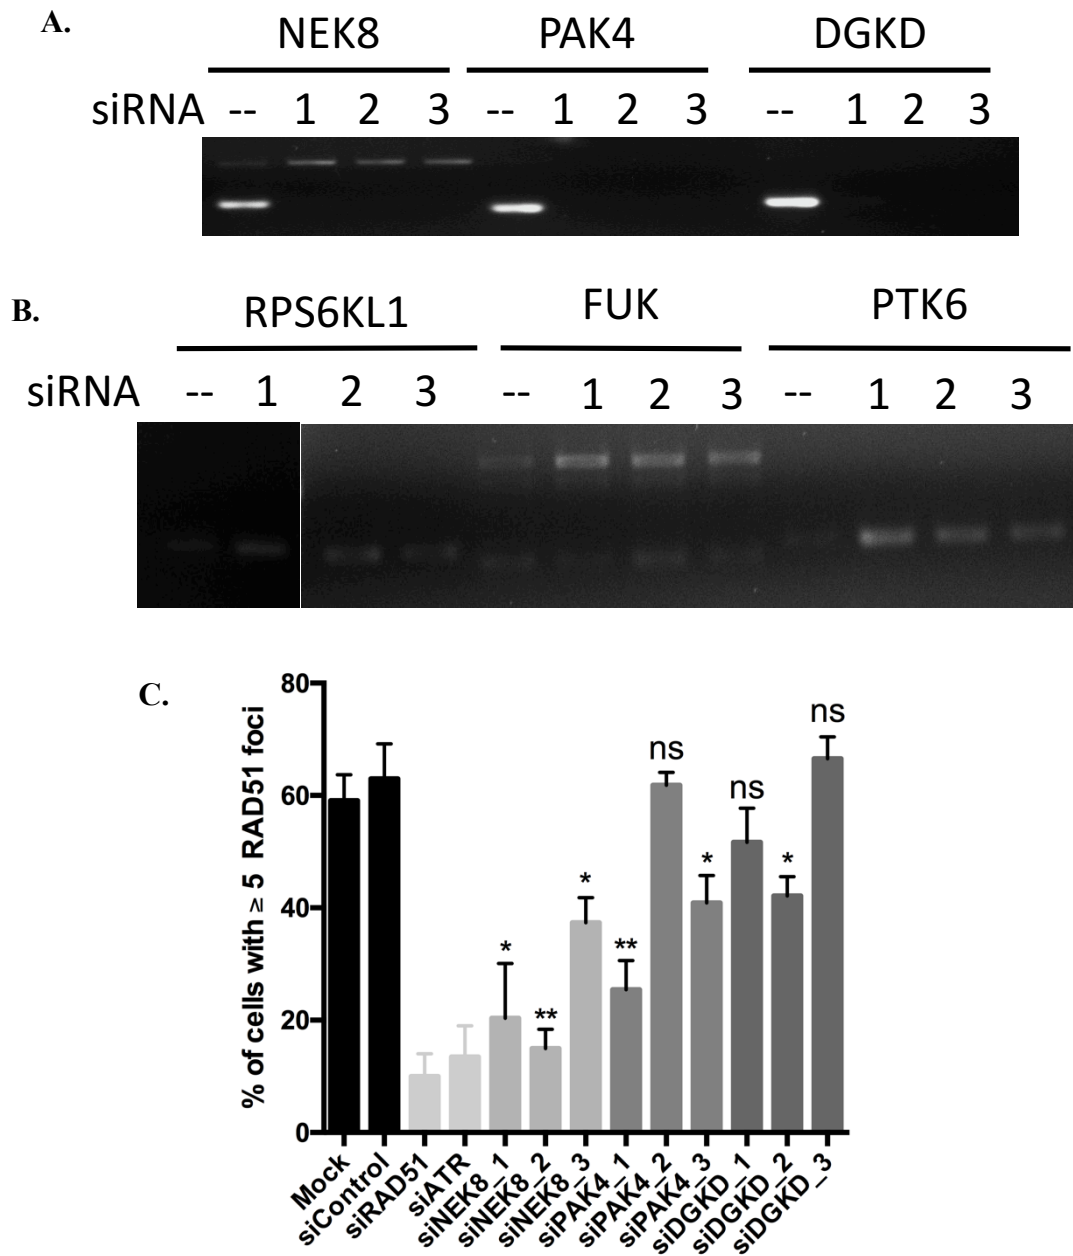 A.
NEK8 PAK4 DGKD
siRNA -- 1 2 3 -- 1 2 3 -- 1 2 3
B.
RPS6KL1 FUK PTK6
siRNA -- 1 2 3 -- 1 2 3 -- 1 2 3
C.
% of cells with ≥ 5 RAD51 foci
80
60
40
20
0
* ** * ** ns * ns * ns
Mock
siControl
siRAD51
siATR
siNEK8_1
siNEK8_2
siNEK8_3
siPAK4_1
siPAK4_2
siPAK4_3
siDGKD_1
siDGKD_2
siDGKD_3